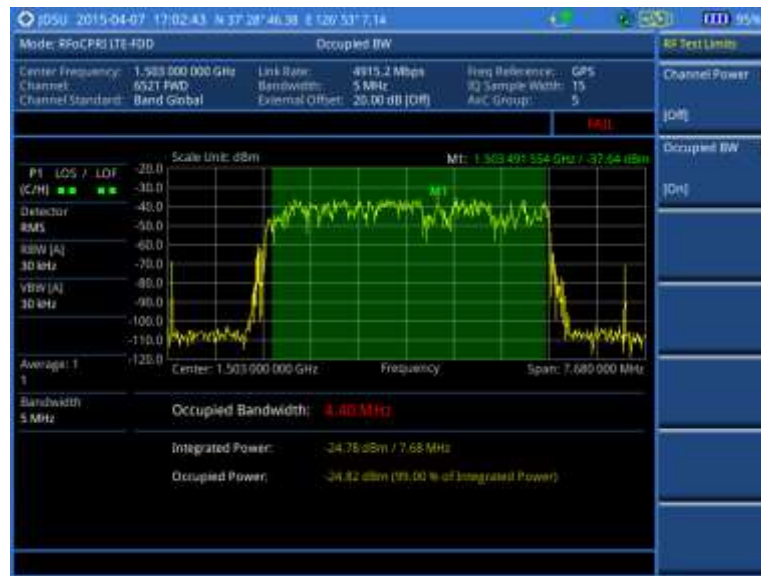 JDSU 2015-04-07 17:02:43 N 37°28'46.38 E 126°53'7.14 95%
Mode: RFoCPRI LTE-FDD Occupied BW
RF Test Limits
Center Frequency: 1.503 000 000 GHz Link Rate: 4915.2 Mbps Freq Reference: GPS
Channel: 6521 FWD Bandwidth: 5 MHz IQ Sample Width: 15
Channel Standard: Band Global External Offset: 20.00 dB [Off] AxC Group: 5
Channel Power
[Off]
FAIL
Occupied BW
[On]
Scale Unit: dBm M1: 1.503 491 554 GHz / -37.64 dBm
P1 LOS / LOF
(C/H)
Detector
RMS
RBW [A]
30 kHz
VBW [A]
30 kHz
Average: 1
1
Bandwidth
5 MHz
-20.0
-30.0
-40.0
-50.0
-60.0
-70.0
-80.0
-90.0
-100.0
-110.0
-120.0
M1
Center: 1.503 000 000 GHz Frequency Span: 7.680 000 MHz
Occupied Bandwidth: 4.40 MHz
Integrated Power: -24.78 dBm / 7.68 MHz
Occupied Power: -24.82 dBm (99.00 % of Integrated Power)